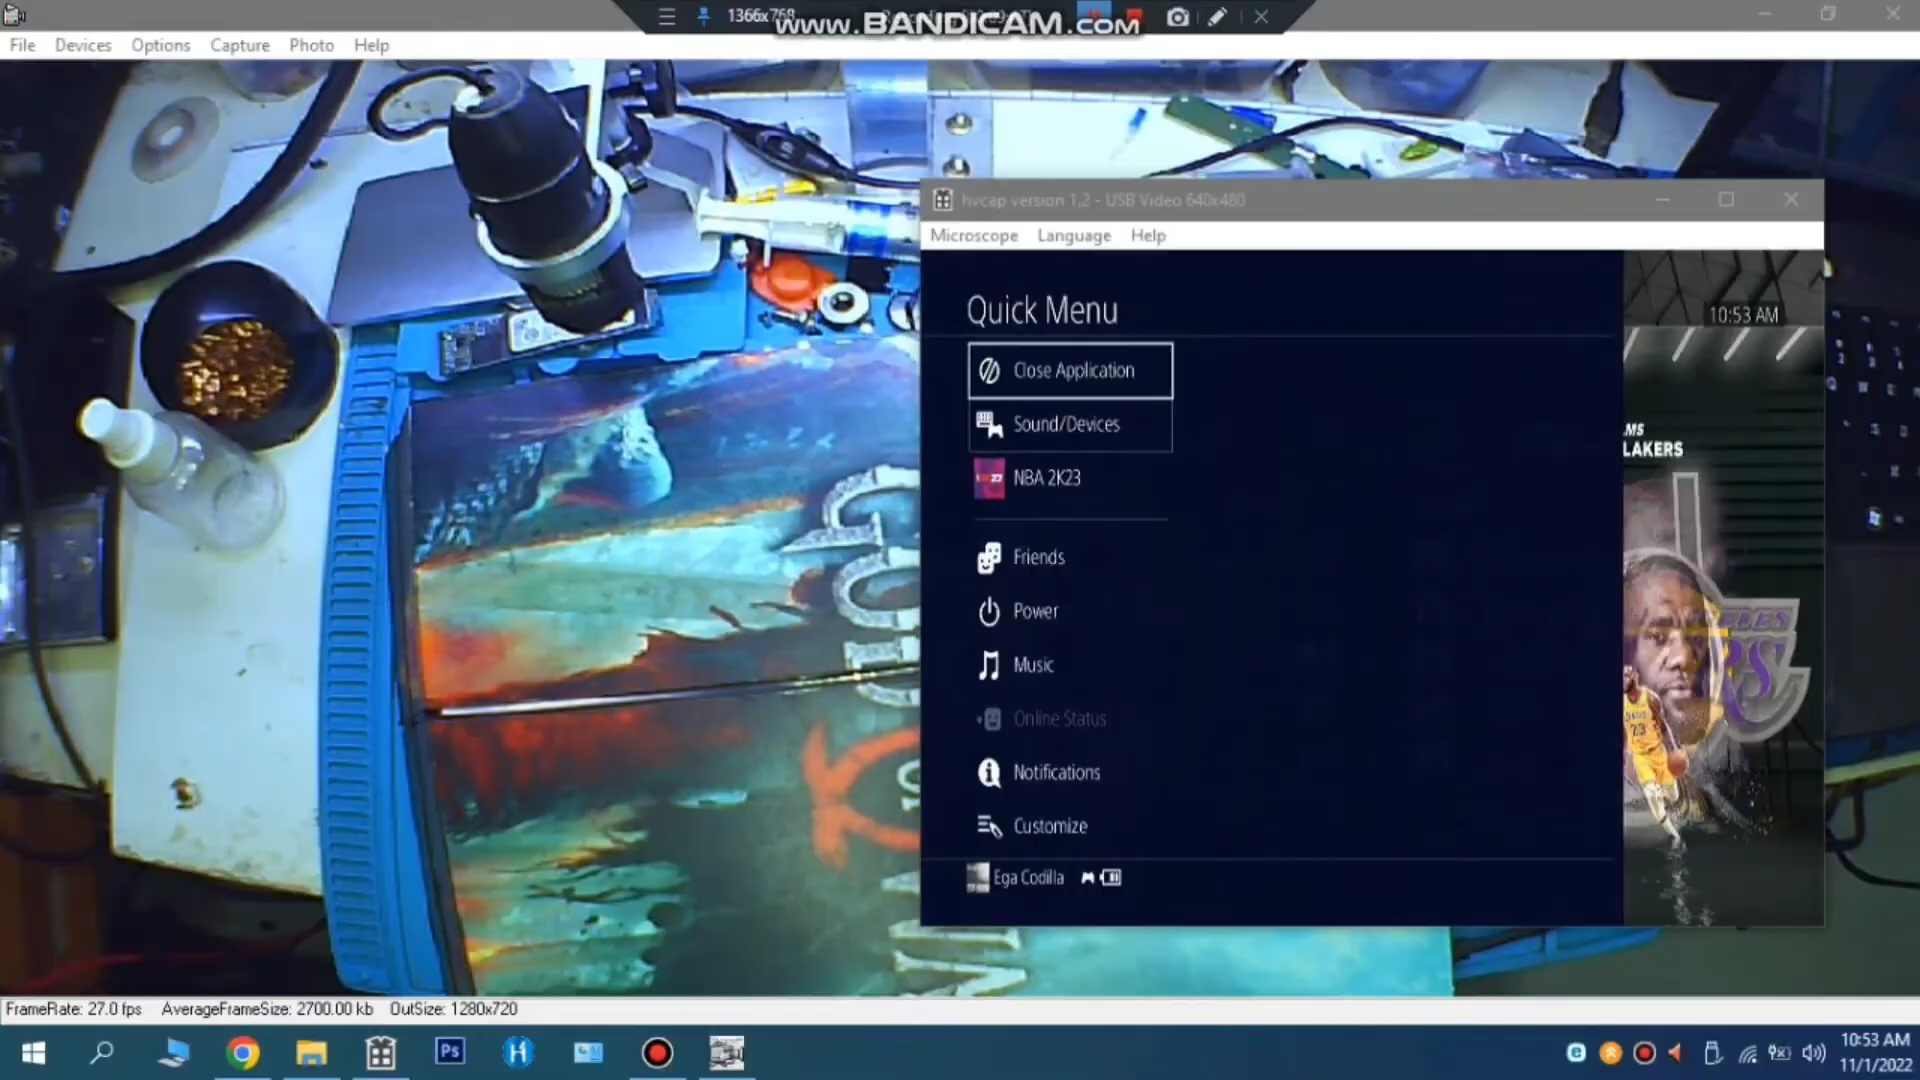 1366x768
www.BANDICAM.com
File Devices Options Capture Photo Help
hvcap version 1.2 - USB Video 640x480
Microscope Language Help
Quick Menu
10:53 AM
Close Application
Sound/Devices
LAKERS
NBA 2K23
Friends
Power
Music
Online Status
Notifications
Customize
Ega Codilla
23
FrameRate: 27.0 fps AverageFrameSize: 2700.00 kb OutSize: 1280x720
Ps
10:53 AM
11/1/2022